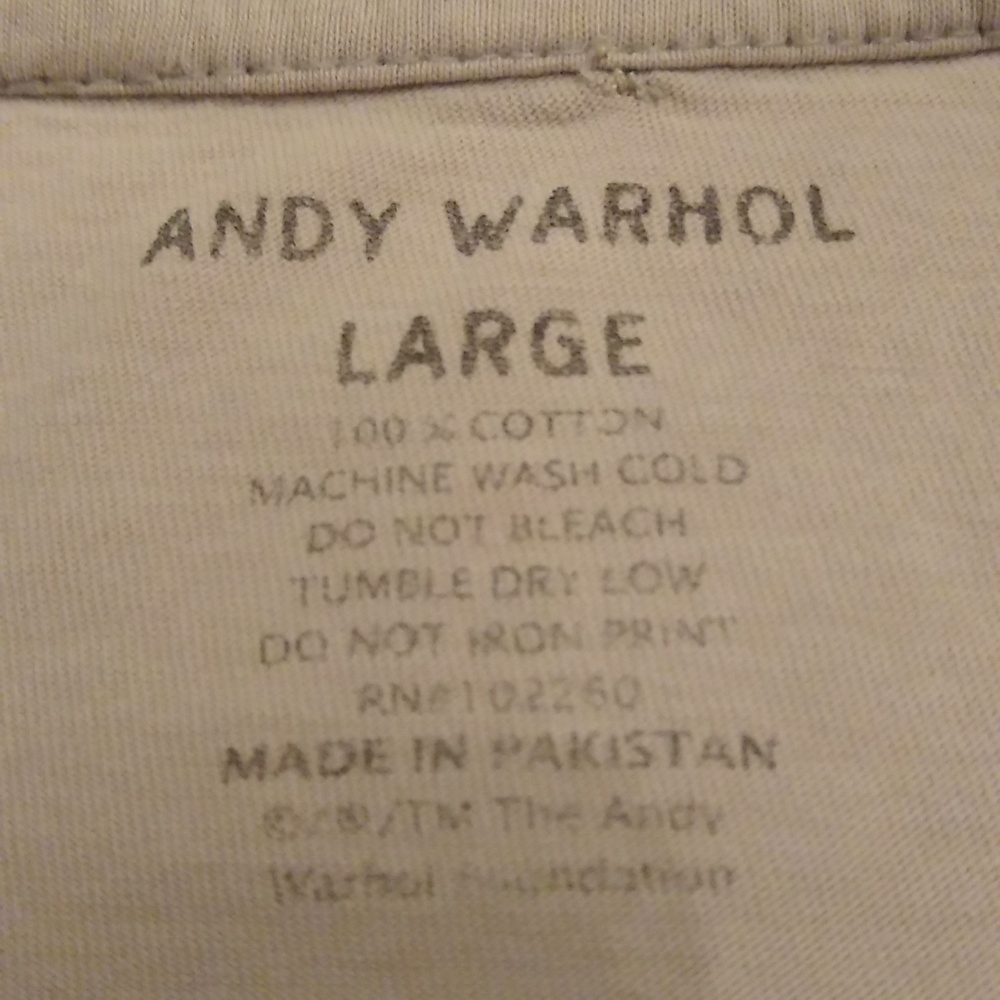 ANDY WARHOL
LARGE
100% COTTON
MACHINE WASH COLD
DO NOT BLEACH
TUMBLE DRY LOW
DO NOT IRON PRINT
RN#102260
MADE IN PAKISTAN
©/®/TM The Andy
Warhol Foundation